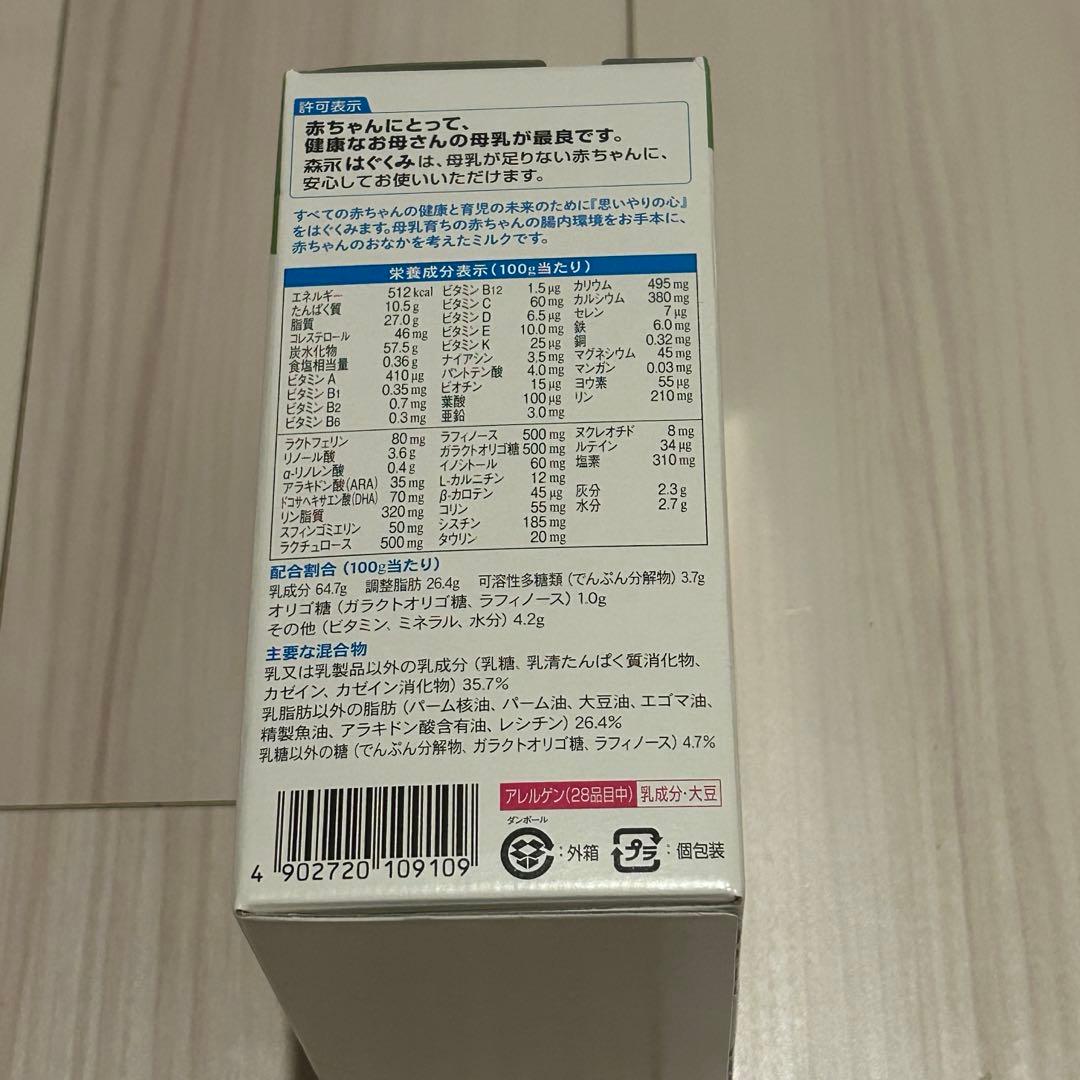 許可表示
赤ちゃんにとって、
健康なお母さんの母乳が最良です。
森永はぐくみは、母乳が足りない赤ちゃんに、
安心してお使いいただけます。
すべての赤ちゃんの健康と育児の未来のために『思いやりの心』
をはぐくみます。母乳育ちの赤ちゃんの腸内環境をお手本に、
赤ちゃんのおなかを考えたミルクです。
栄養成分表示(100g当たり)
エネルギー 512kcal
たんぱく質 10.5g
脂質 27.0g
コレステロール 46mg
炭水化物 57.5g
食塩相当量 0.36g
ビタミン A 410μg
ビタミン B1 0.35mg
ビタミン B2 0.7mg
ビタミン B6 0.3mg
ビタミン B12 1.5μg
ビタミン C 60mg
ビタミン D 6.5μg
ビタミン E 10.0mg
ビタミン K 25μg
ナイアシン 3.5mg
パントテン酸 4.0mg
ビオチン 15μg
葉酸 100μg
亜鉛 3.0mg
カリウム 495mg
カルシウム 380mg
セレン 7μg
鉄 6.0mg
銅 0.32mg
マグネシウム 45mg
マンガン 0.03mg
ヨウ素 55μg
リン 210mg
ラクトフェリン 80mg
リノール酸 3.6g
α-リノレン酸 0.4g
アラキドン酸(ARA) 35mg
ドコサヘキサエン酸(DHA) 70mg
リン脂質 320mg
スフィンゴミエリン 50mg
ラクチュロース 500mg
ラフィノース 500mg
ガラクトオリゴ糖 500mg
イノシトール 60mg
L-カルニチン 12mg
β-カロテン 45μg
コリン 55mg
シスチン 185mg
タウリン 20mg
ヌクレオチド 8mg
ルテイン 34μg
塩素 310mg
灰分 2.3g
水分 2.7g
配合割合(100g当たり)
乳成分 64.7g 調整脂肪 26.4g 可溶性多糖類(でんぷん分解物)3.7g
オリゴ糖(ガラクトオリゴ糖、ラフィノース)1.0g
その他(ビタミン、ミネラル、水分)4.2g
主要な混合物
乳又は乳製品以外の乳成分(乳糖、乳清たんぱく質消化物、
カゼイン、カゼイン消化物)35.7%
乳脂肪以外の脂肪(パーム核油、パーム油、大豆油、エゴマ油、
精製魚油、アラキドン酸含有油、レシチン)26.4%
乳糖以外の糖(でんぷん分解物、ガラクトオリゴ糖、ラフィノース)4.7%
アレルゲン(28品目中) 乳成分・大豆
ダンボール
:外箱 プラ:個包装
4 902720 109109